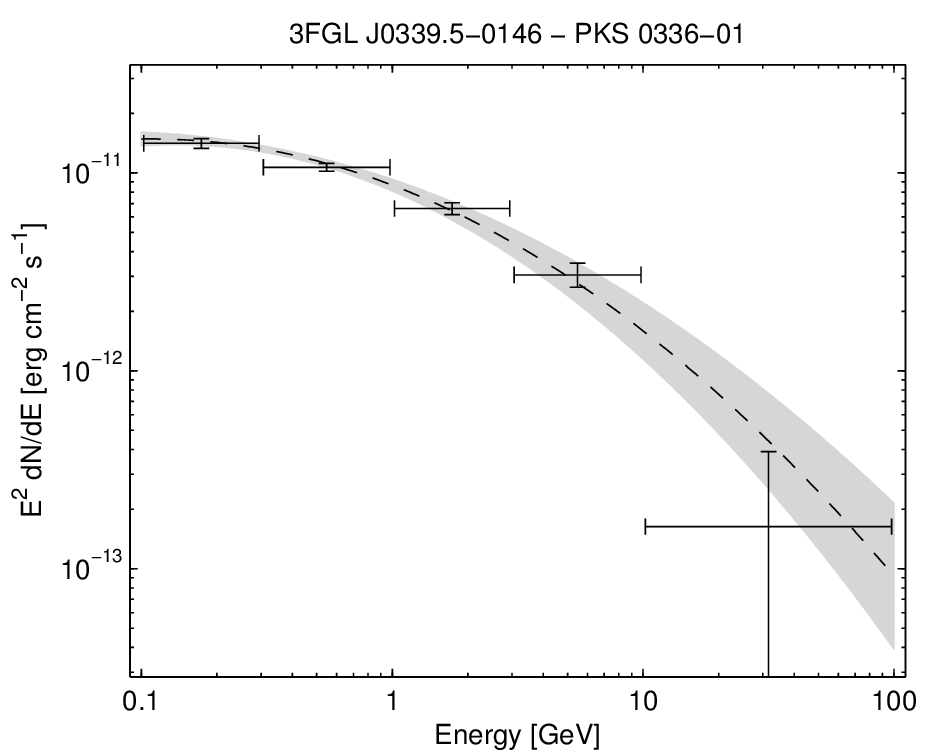 3FGL J0339.5−0146 − PKS 0336−01
E² dN/dE [erg cm⁻² s⁻¹]
10⁻¹¹
10⁻¹²
10⁻¹³
0.1 1 10 100
Energy [GeV]